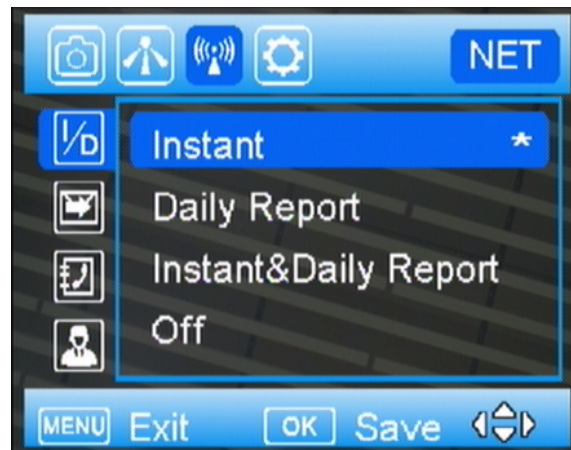 NET
I/D
Instant *
Daily Report
Instant&Daily Report
Off
MENU Exit OK Save